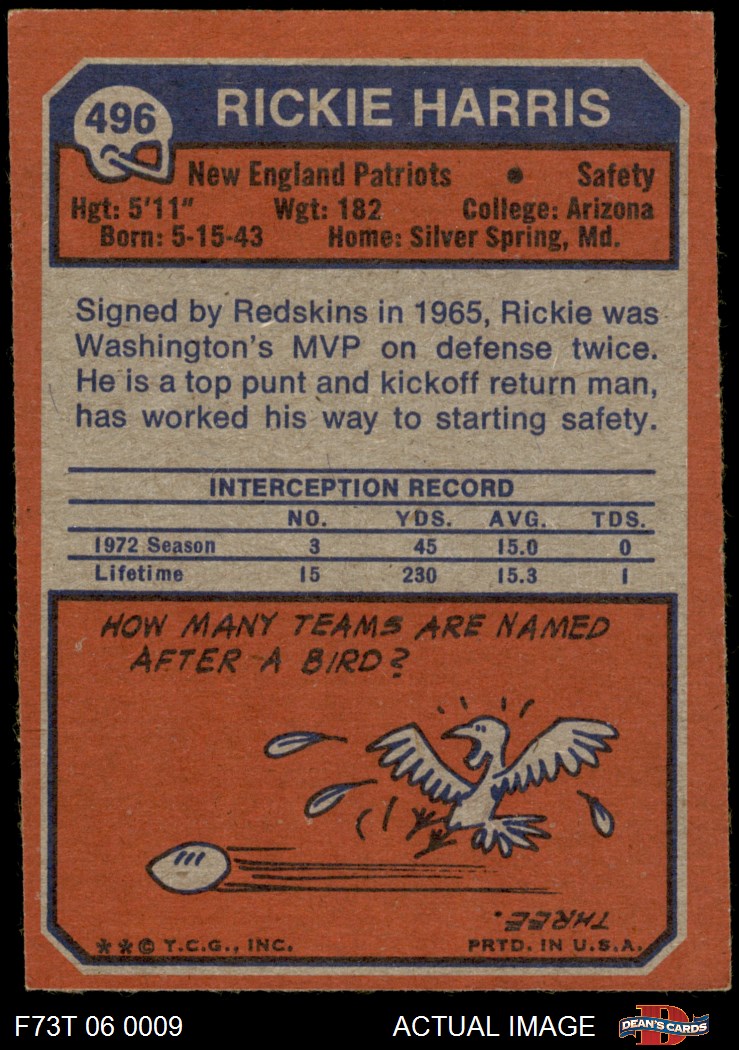 496
RICKIE HARRIS
New England Patriots • Safety
Hgt: 5'11" Wgt: 182 College: Arizona
Born: 5-15-43 Home: Silver Spring, Md.
Signed by Redskins in 1965, Rickie was
Washington's MVP on defense twice.
He is a top punt and kickoff return man,
has worked his way to starting safety.
INTERCEPTION RECORD
NO. YDS. AVG. TDS.
1972 Season 3 45 15.0 0
Lifetime 15 230 15.3 1
HOW MANY TEAMS ARE NAMED
AFTER A BIRD?
THREE.
**© T.C.G., INC. PRTD. IN U.S.A.
F73T 06 0009 ACTUAL IMAGE
D
DEAN'S CARDS